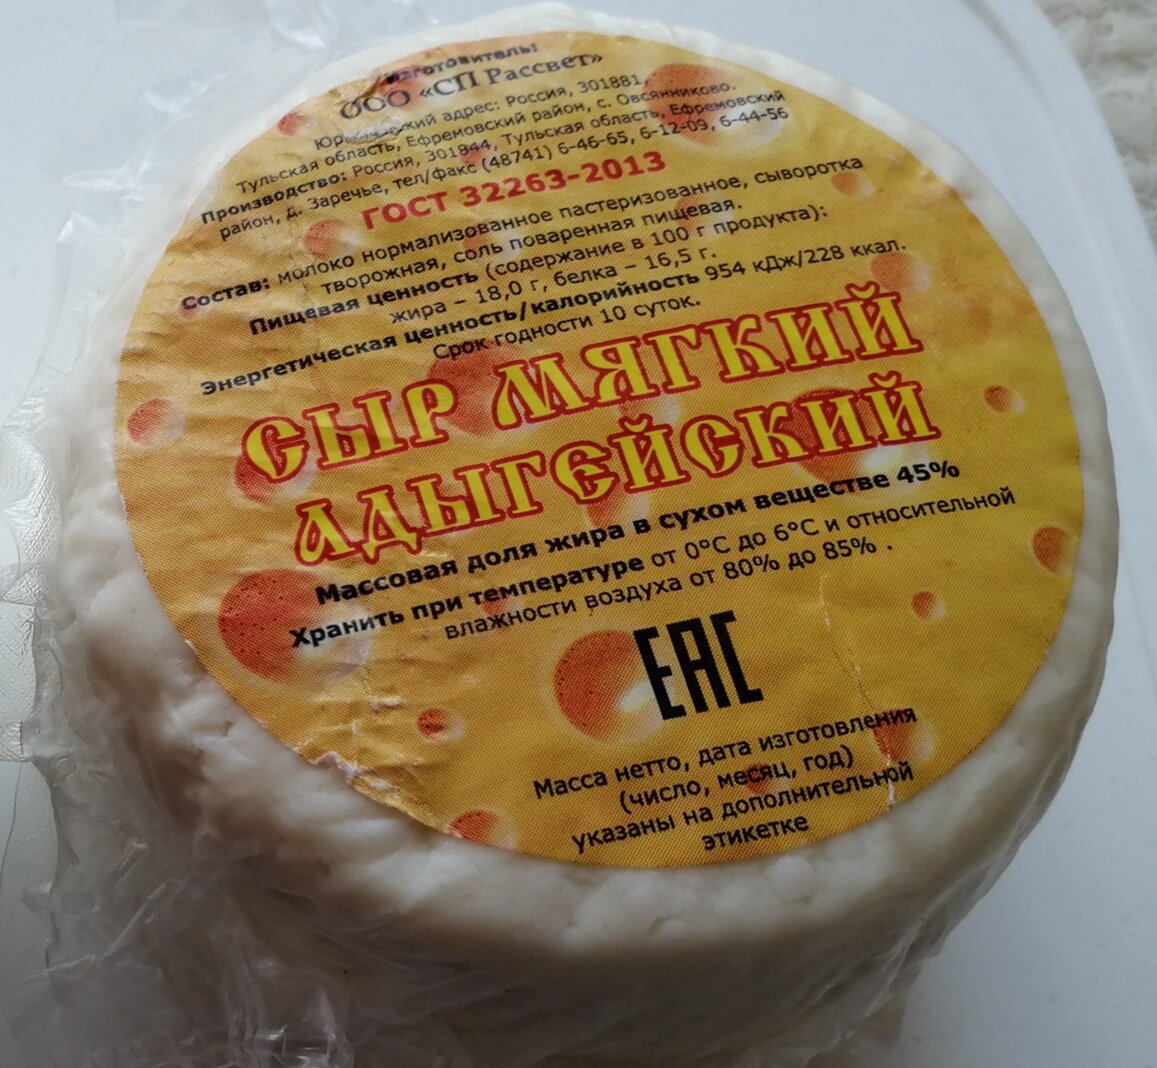 Изготовитель:
ООО «СП Рассвет»
Юридический адрес: Россия, 301881,
Тульская область, Ефремовский район, с. Овсянниково.
Производство: Россия, 301844, Тульская область, Ефремовский
район, д. Заречье, тел/факс (48741) 6-46-65, 6-12-09, 6-44-56
ГОСТ 32263-2013
Состав: молоко нормализованное пастеризованное, сыворотка
творожная, соль поваренная пищевая.
Пищевая ценность (содержание в 100 г продукта):
жира – 18,0 г, белка – 16,5 г.
Энергетическая ценность/калорийность 954 кДж/228 ккал.
Срок годности 10 суток.
СЫР МЯГКИЙ
АДЫГЕЙСКИЙ
Массовая доля жира в сухом веществе 45%
Хранить при температуре от 0°С до 6°С и относительной
влажности воздуха от 80% до 85% .
ЕАС
Масса нетто, дата изготовления
(число, месяц, год)
указаны на дополнительной
этикетке